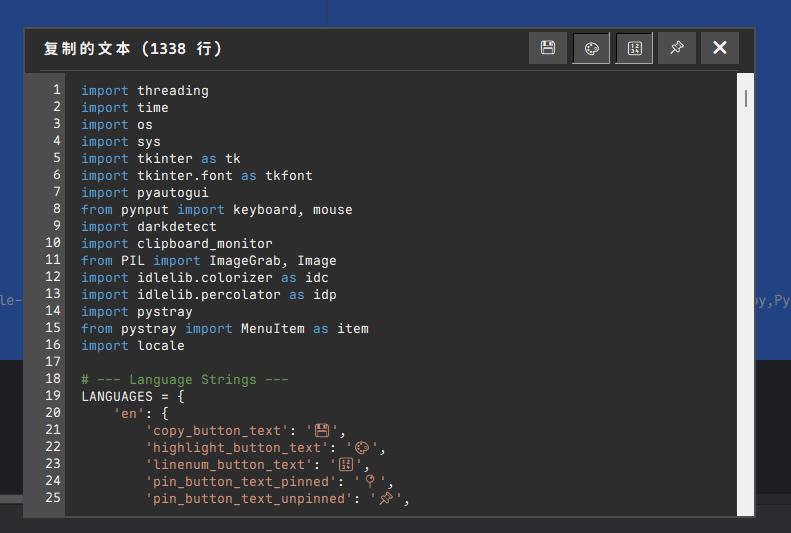 复制的文本 (1338 行)
1 import threading
2 import time
3 import os
4 import sys
5 import tkinter as tk
6 import tkinter.font as tkfont
7 import pyautogui
8 from pynput import keyboard, mouse
9 import darkdetect
10 import clipboard_monitor
11 from PIL import ImageGrab, Image
12 import idlelib.colorizer as idc
13 import idlelib.percolator as idp
14 import pystray
15 from pystray import MenuItem as item
16 import locale
17
18 # --- Language Strings ---
19 LANGUAGES = {
20 'en': {
21 'copy_button_text': '💾',
22 'highlight_button_text': '🎨',
23 'linenum_button_text': '🔢',
24 'pin_button_text_pinned': '📍',
25 'pin_button_text_unpinned': '📌',
le-
py,Py